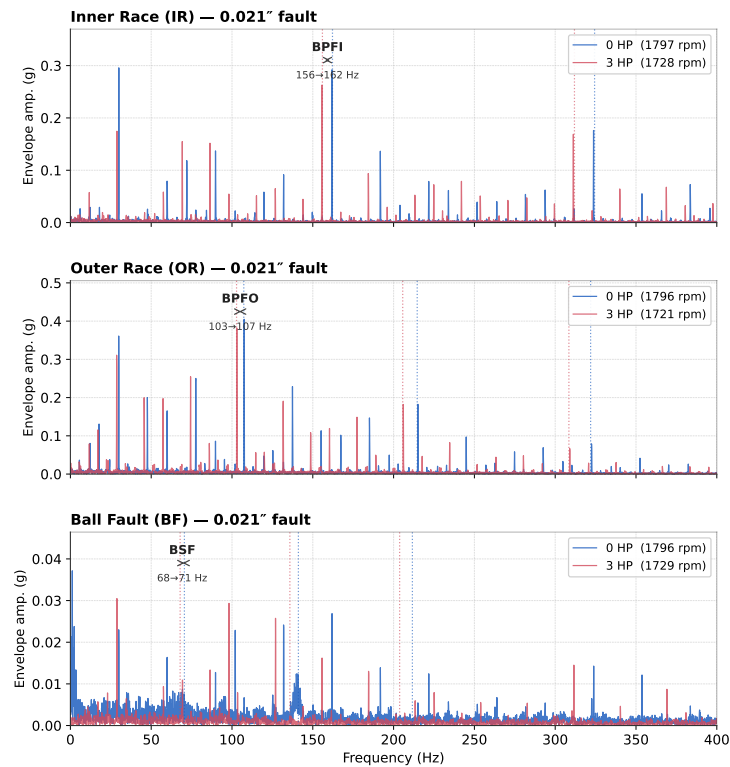 Inner Race (IR) — 0.021″ fault
BPFI
156→162 Hz
0 HP  (1797 rpm)
3 HP  (1728 rpm)
Envelope amp. (g)
0.3
0.2
0.1
0.0
Outer Race (OR) — 0.021″ fault
BPFO
103→107 Hz
0 HP  (1796 rpm)
3 HP  (1721 rpm)
Envelope amp. (g)
0.5
0.4
0.3
0.2
0.1
0.0
Ball Fault (BF) — 0.021″ fault
BSF
68→71 Hz
0 HP  (1796 rpm)
3 HP  (1729 rpm)
Envelope amp. (g)
0.04
0.03
0.02
0.01
0.00
0 50 100 150 200 250 300 350 400
Frequency (Hz)